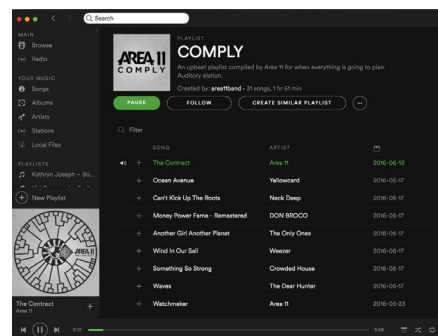 Search
MAIN
Browse
Radio
YOUR MUSIC
Songs
Albums
Artists
Stations
Local Files
PLAYLISTS
Kathryn Joseph – Bo...
New Playlist
AREA 11
The Contract
Area 11
AREA 11
COMPLY
PLAYLIST
COMPLY
An upbeat playlist compiled by Area 11 for when everything is going to plan.
Auditory elation.
Created by: area11band • 31 songs, 1 hr 51 min
PAUSE FOLLOW CREATE SIMILAR PLAYLIST
Filter
SONG ARTIST
The Contract Area 11 2016-06-13
Ocean Avenue Yellowcard 2016-05-17
Can't Kick Up The Roots Neck Deep 2016-05-17
Money Power Fame - Remastered DON BROCO 2016-05-17
Another Girl Another Planet The Only Ones 2016-05-17
Wind In Our Sail Weezer 2016-05-17
Something So Strong Crowded House 2016-05-17
Waves The Dear Hunter 2016-05-17
Watchmaker Area 11 2016-05-23